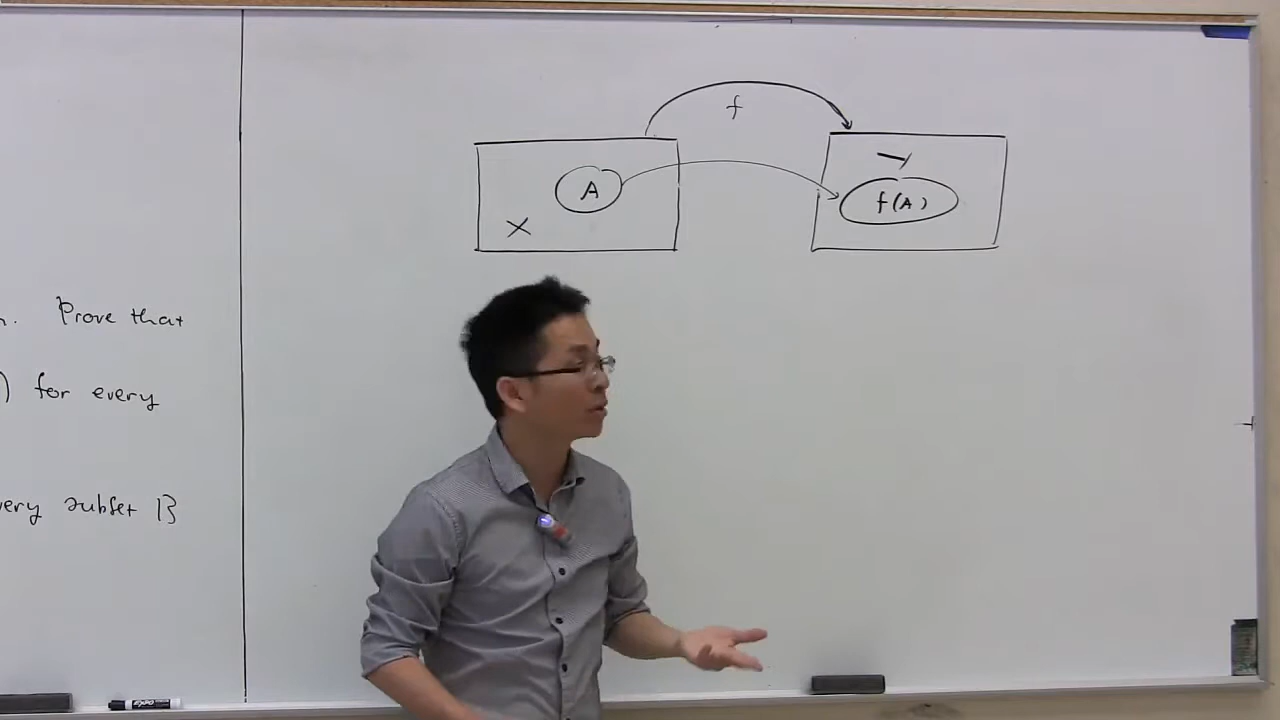 n. Prove that
) for every
very subset B
f
A
X
Y
f(A)